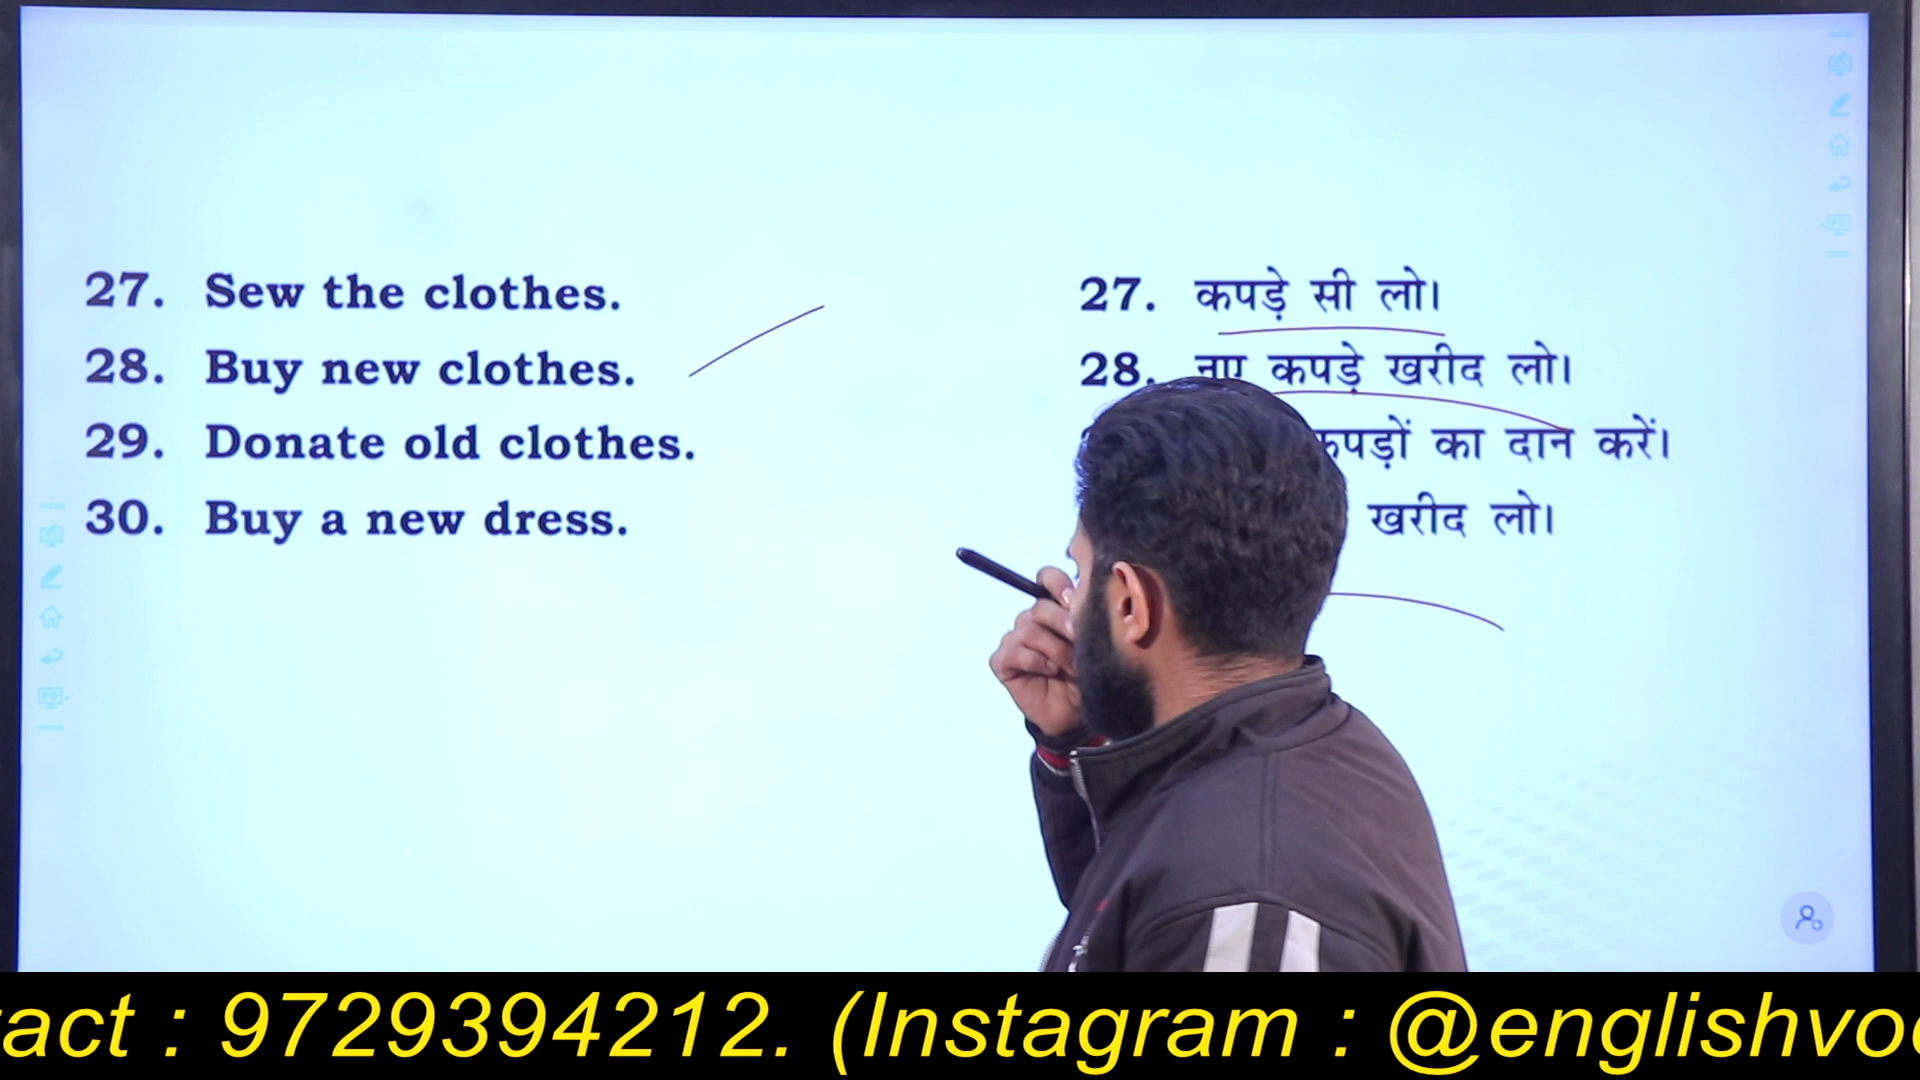 27. Sew the clothes.
28. Buy new clothes.
29. Donate old clothes.
30. Buy a new dress.
27. कपड़े सी लो।
28. नए कपड़े खरीद लो।
कपड़ों का दान करें।
खरीद लो।
act : 9729394212. (Instagram : @englishvo